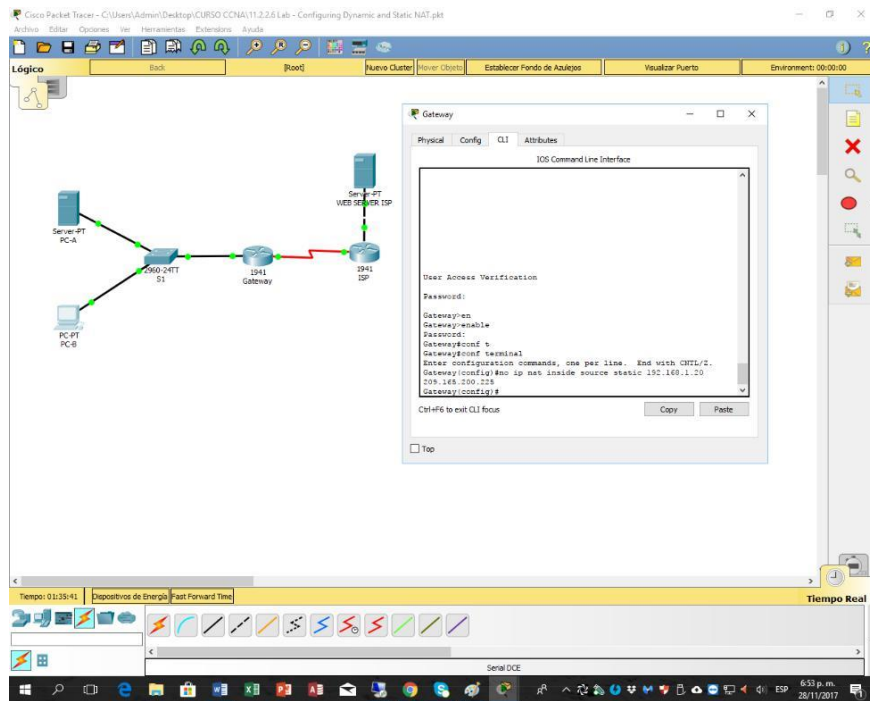 Cisco Packet Tracer - C:\Users\Admin\Desktop\CURSO CCNA\11.2.2.6 Lab - Configuring Dynamic and Static NAT.pkt
Archivo Editar Opciones Ver Herramientas Extensions Ayuda
Lógico Back [Root] Nuevo Cluster Mover Objeto Establecer Fondo de Azulejos Visualizar Puerto Environment: 00:00:00
Gateway
Physical Config CLI Attributes
IOS Command Line Interface
User Access Verification
Password:
Gateway>en
Gateway>enable
Password:
Gateway#conf t
Gateway#conf terminal
Enter configuration commands, one per line. End with CNTL/Z.
Gateway(config)#no ip nat inside source static 192.168.1.20
209.165.200.225
Gateway(config)#
Ctrl+F6 to exit CLI focus Copy Paste
Top
Server-PT
WEB SERVER ISP
Server-PT
PC-A
2960-24TT
S1
1941
Gateway
1941
ISP
PC-PT
PC-B
Tiempo: 01:35:41 Dispositivos de Energía Fast Forward Time Tiempo Real
Serial DCE
ESP 6:53 p. m.
28/11/2017